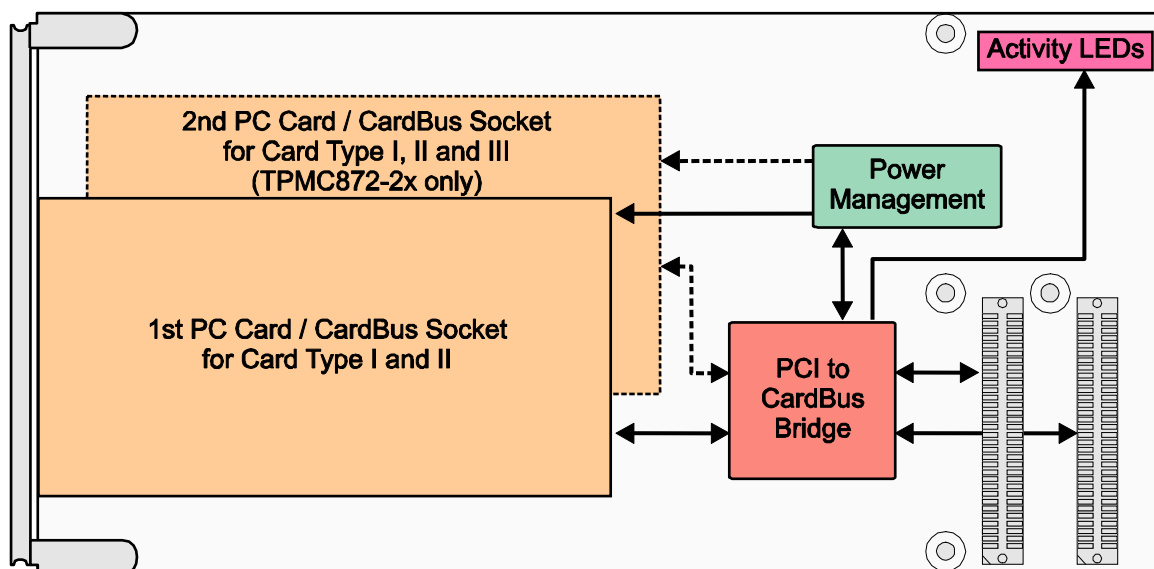 Activity LEDs
2nd PC Card / CardBus Socket
for Card Type I, II and III
(TPMC872-2x only)
Power
Management
1st PC Card / CardBus Socket
for Card Type I and II
PCI to
CardBus
Bridge